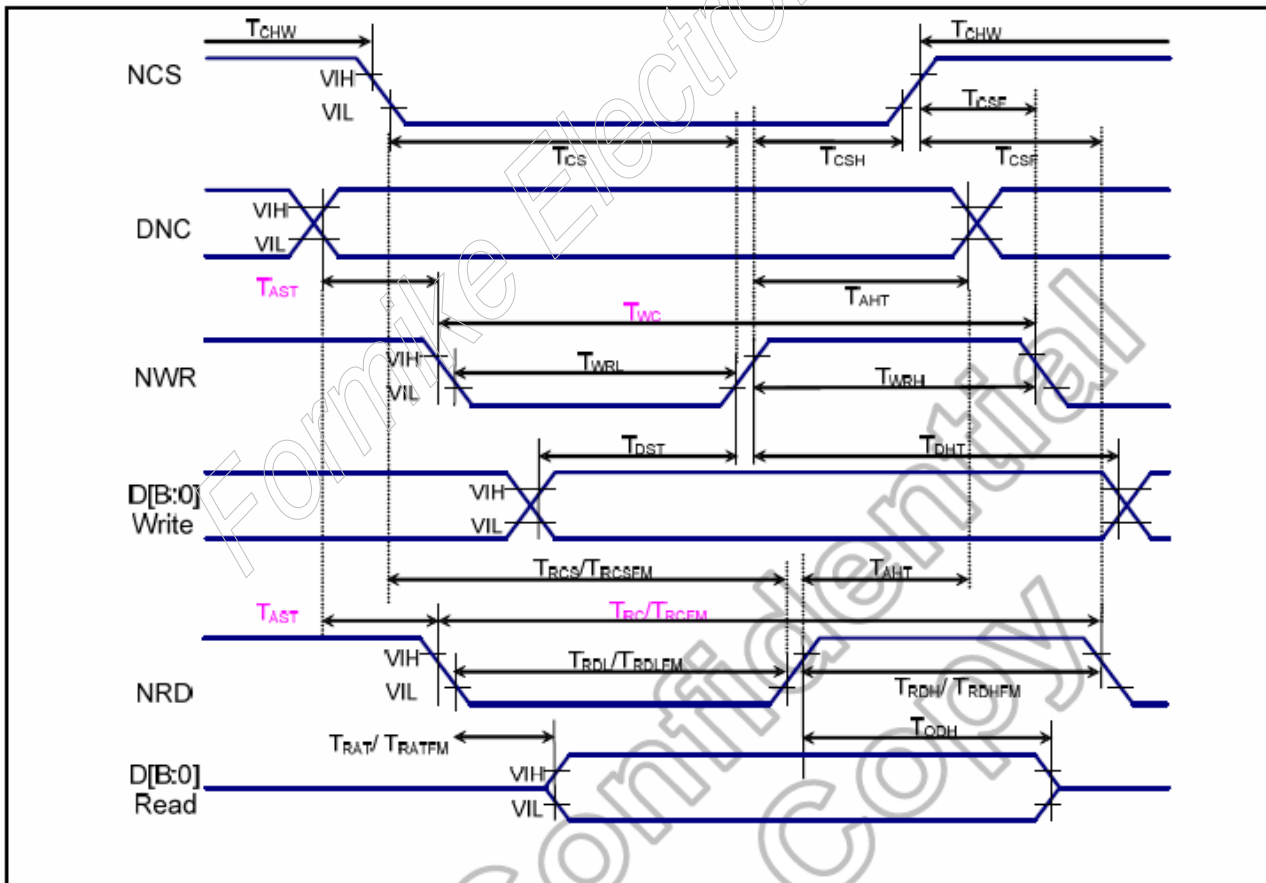 TCHW TCHW
NCS
VIH
VIL
TCSF
TCS TCSH TCSF
DNC
VIH
VIL
TAST TAHT
TWC
NWR
VIH
VIL
TWRL
TWRH
TDST TDHT
D[B:0]
Write
VIH
VIL
TRCS/TRCSFM TAHT
TAST TRC/TRCFM
NRD
VIH
VIL
TRDL/TRDLFM
TRDH/ TRDHFM
TRAT/ TRATFM
TODH
D[B:0]
Read
VIH
VIL
Formike Electro
Confidential
Copy